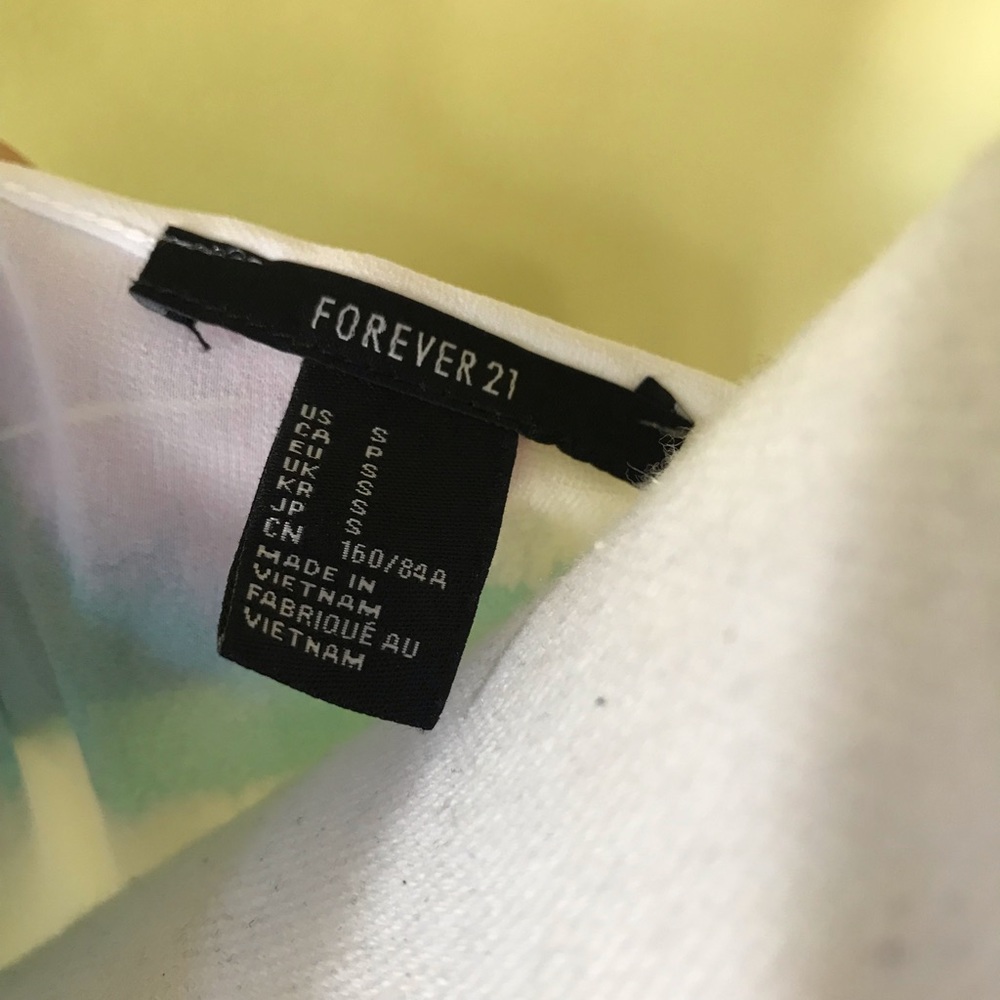 FOREVER 21
US S
CA P
EU S
UK S
KR S
JP S
CN 160/84A
MADE IN
VIETNAM
FABRIQUÉ AU
VIETNAM